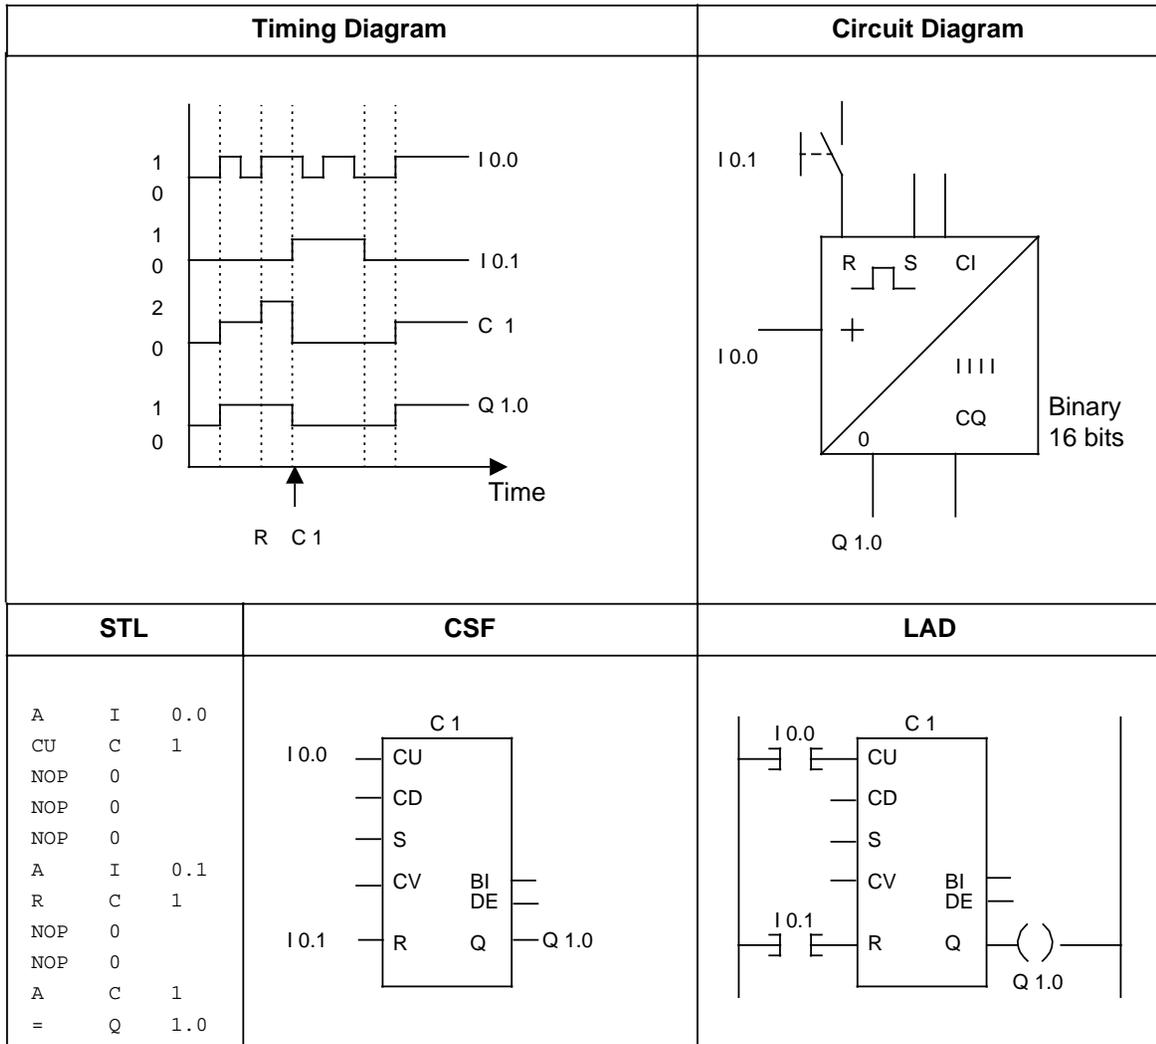 Timing Diagram
Circuit Diagram
1
0
I 0.0
1
0
I 0.1
2
0
C 1
1
0
Q 1.0
Time
R C 1
I 0.1
R S CI
I 0.0
+
I I I I
CQ
0
Binary
16 bits
Q 1.0
STL
CSF
LAD
A I 0.0
CU C 1
NOP 0
NOP 0
NOP 0
A I 0.1
R C 1
NOP 0
NOP 0
A C 1
= Q 1.0
C 1
I 0.0
CU
CD
S
CV
BI
DE
I 0.1
R
Q
Q 1.0
C 1
I 0.0
CU
CD
S
CV
BI
DE
I 0.1
R
Q
Q 1.0